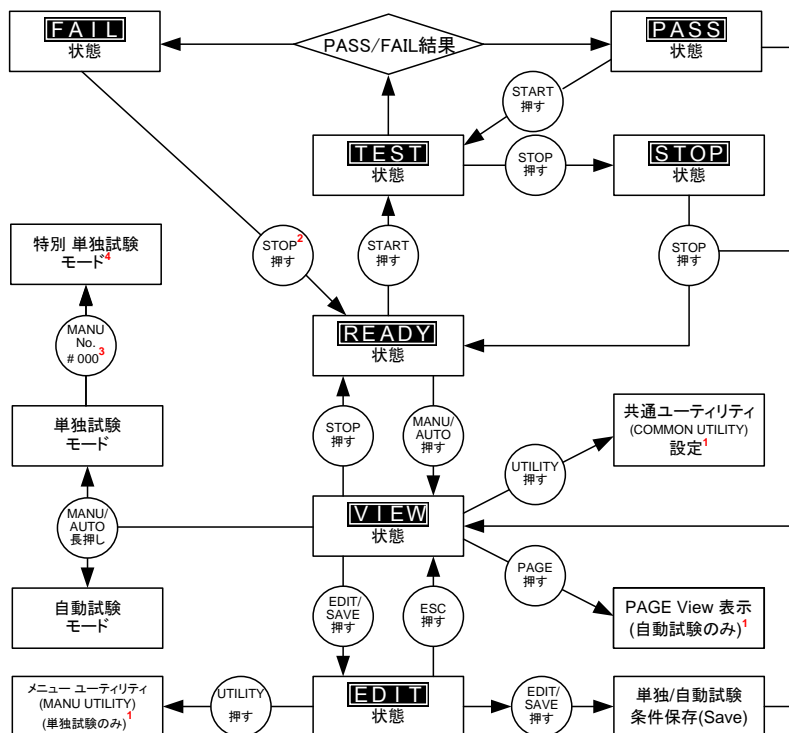 FAIL
状態
PASS/FAIL結果
PASS
状態
START
押す
TEST
状態
STOP
押す
STOP
状態
特別 単独試験
モード4
STOP2
押す
START
押す
STOP
押す
MANU
No.
# 0003
READY
状態
単独試験
モード
STOP
押す
MANU/
AUTO
押す
共通ユーティリティ
(COMMON UTILITY)
設定1
UTILITY
押す
MANU/
AUTO
長押し
VIEW
状態
PAGE
押す
自動試験
モード
EDIT/
SAVE
押す
ESC
押す
PAGE View 表示
(自動試験のみ)1
メニュー ユーティリティ
(MANU UTILITY)
(単独試験のみ)1
UTILITY
押す
EDIT
状態
EDIT/
SAVE
押す
単独/自動試験
条件保存(Save)